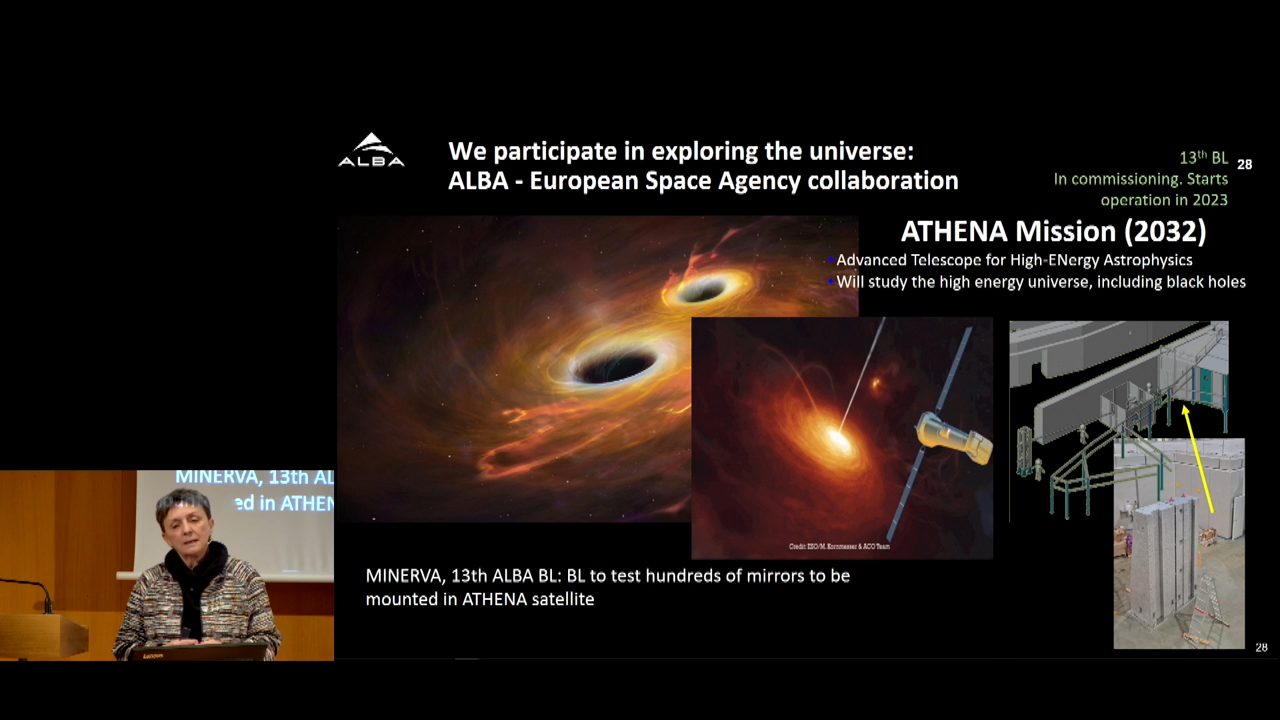 ALBA
We participate in exploring the universe:
ALBA - European Space Agency collaboration
13th BL
In commissioning. Starts
operation in 2023
28
ATHENA Mission (2032)
Advanced Telescope for High-ENergy Astrophysics
Will study the high energy universe, including black holes
Credit: ESO/M. Kornmesser & ACO Team
MINERVA, 13th ALBA BL: BL to test hundreds of mirrors to be
mounted in ATHENA satellite
28
MINERVA, 13th AL
ed in ATHEN
Lenovo